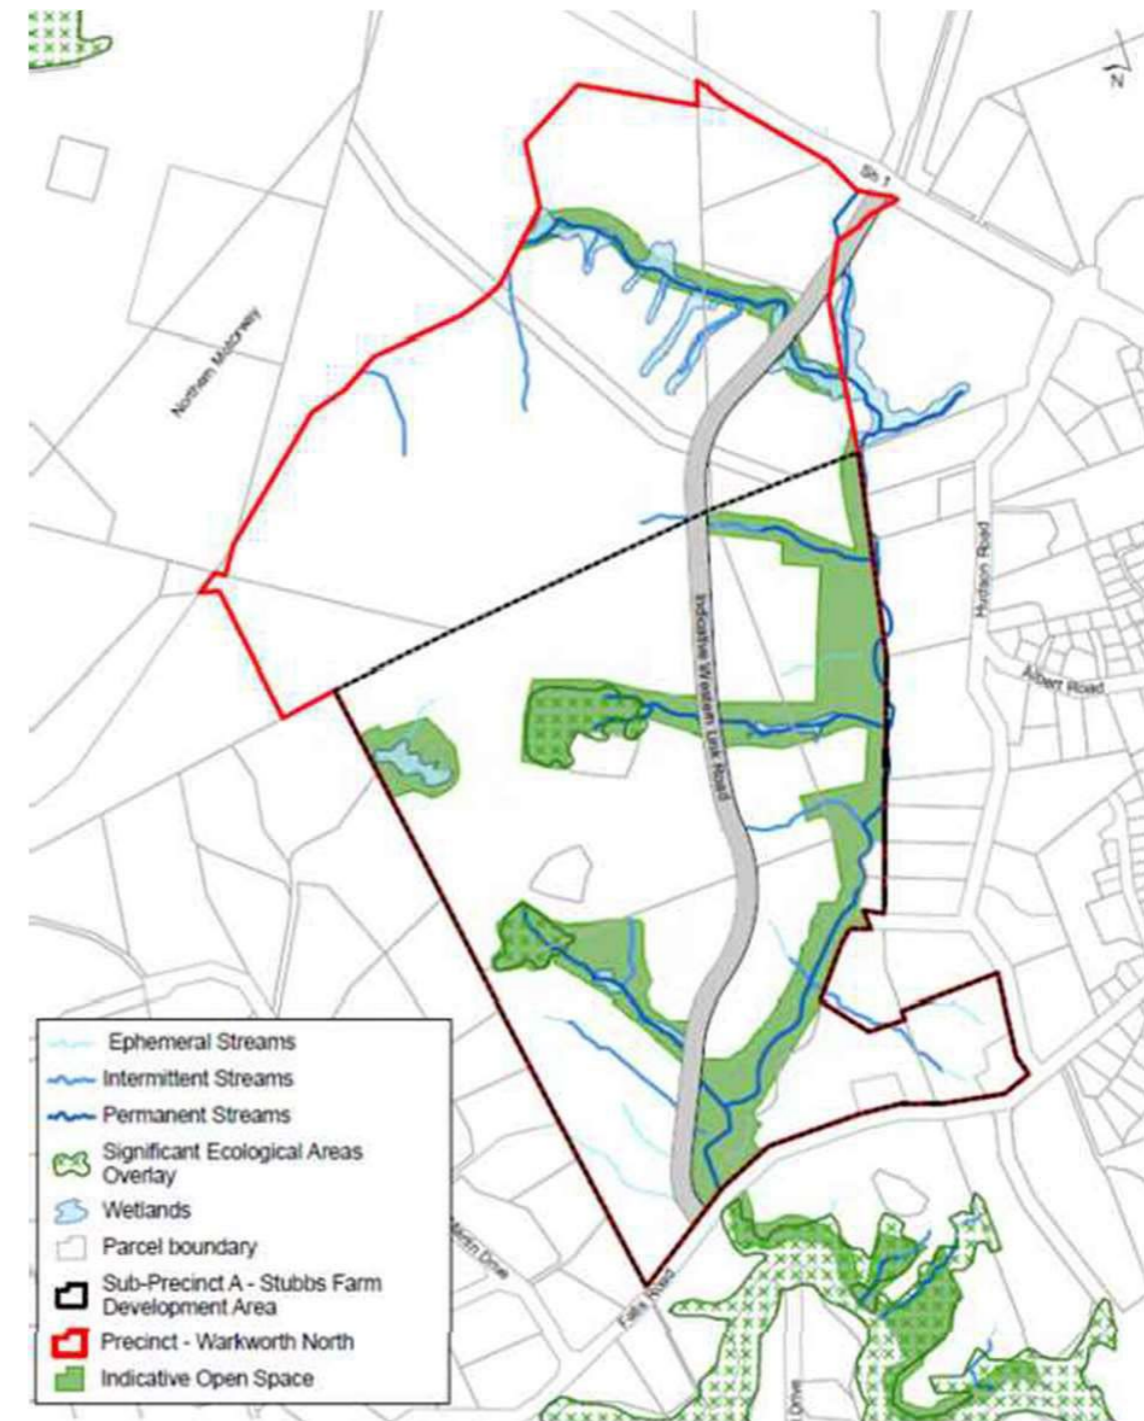 N
Sh 1
Northern Motorway
Hudson Road
Indicative Western Link Road
Albert Road
Ephemeral Streams
Intermittent Streams
Permanent Streams
Significant Ecological Areas
Overlay
Wetlands
Parcel boundary
Sub-Precinct A - Stubbs Farm
Development Area
Precinct - Warkworth North
Indicative Open Space
Drive
Falls Road
Drive